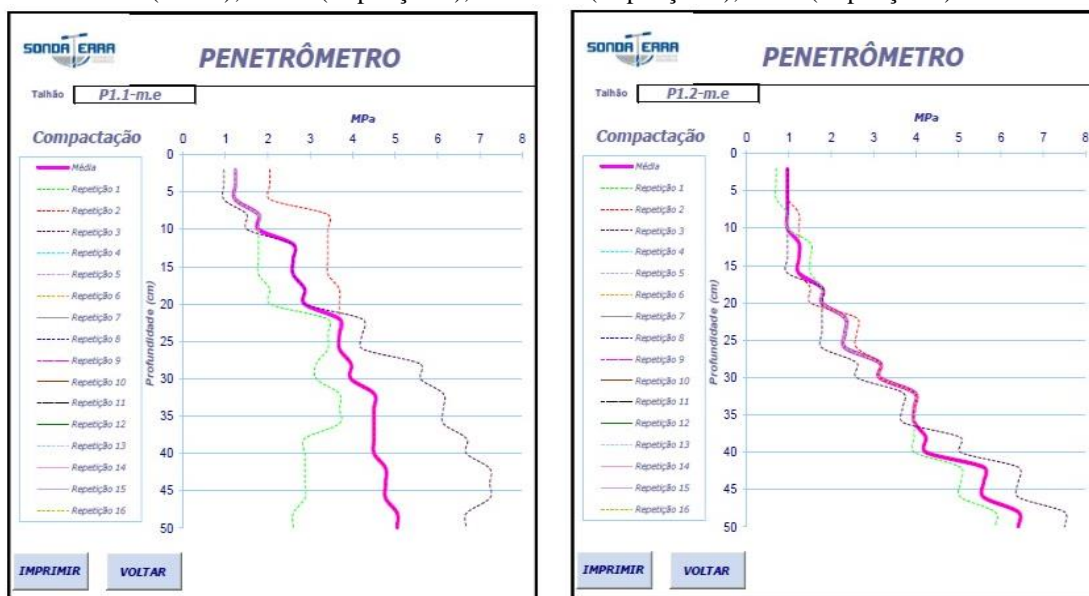 SONDATERRA
PENETRÔMETRO
Talhão P1.1-m.e
MPa
Compactação
0 1 2 3 4 5 6 7 8
Média
Repetição 1
Repetição 2
Repetição 3
Repetição 4
Repetição 5
Repetição 6
Repetição 7
Repetição 8
Repetição 9
Repetição 10
Repetição 11
Repetição 12
Repetição 13
Repetição 14
Repetição 15
Repetição 16
Profundidade (cm)
0
5
10
15
20
25
30
35
40
45
50
IMPRIMIR VOLTAR
SONDATERRA
PENETRÔMETRO
Talhão P1.2-m.e
MPa
Compactação
0 1 2 3 4 5 6 7 8
Média
Repetição 1
Repetição 2
Repetição 3
Repetição 4
Repetição 5
Repetição 6
Repetição 7
Repetição 8
Repetição 9
Repetição 10
Repetição 11
Repetição 12
Repetição 13
Repetição 14
Repetição 15
Repetição 16
Profundidade (cm)
0
5
10
15
20
25
30
35
40
45
50
IMPRIMIR VOLTAR